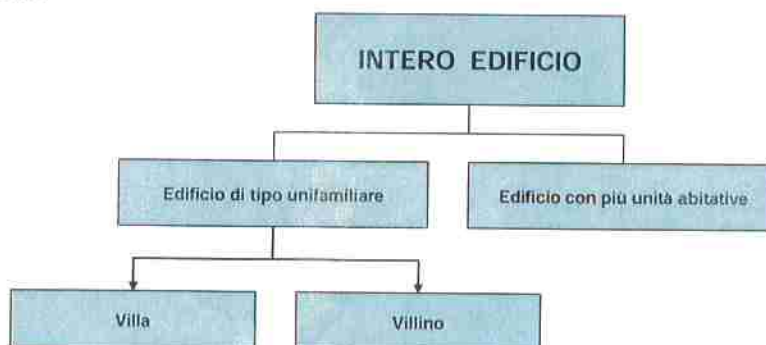 INTERO EDIFICIO
Edificio di tipo unifamiliare
Edificio con più unità abitative
Villa
Villino